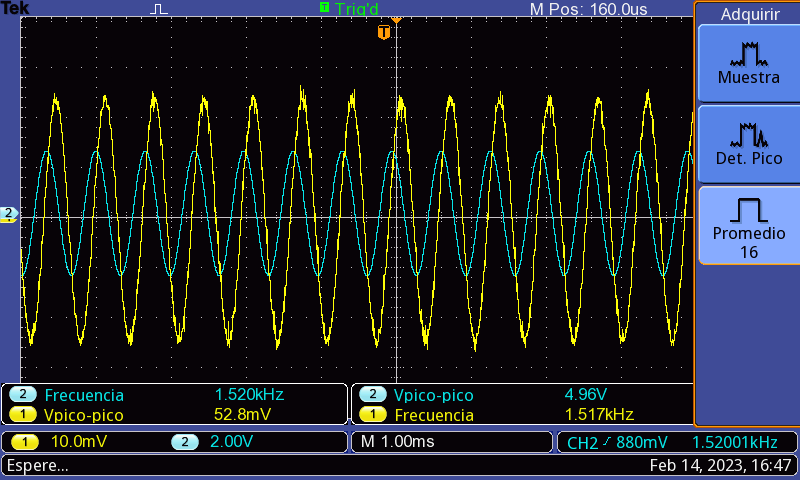 Tek T Trig'd M Pos: 160.0us
Adquirir
T
Muestra
Det. Pico
Promedio
16
2
2 Frecuencia 1.520kHz 2 Vpico-pico 4.96V
1 Vpico-pico 52.8mV 1 Frecuencia 1.517kHz
1 10.0mV 2 2.00V M 1.00ms CH2 880mV 1.52001kHz
Espere... Feb 14, 2023, 16:47